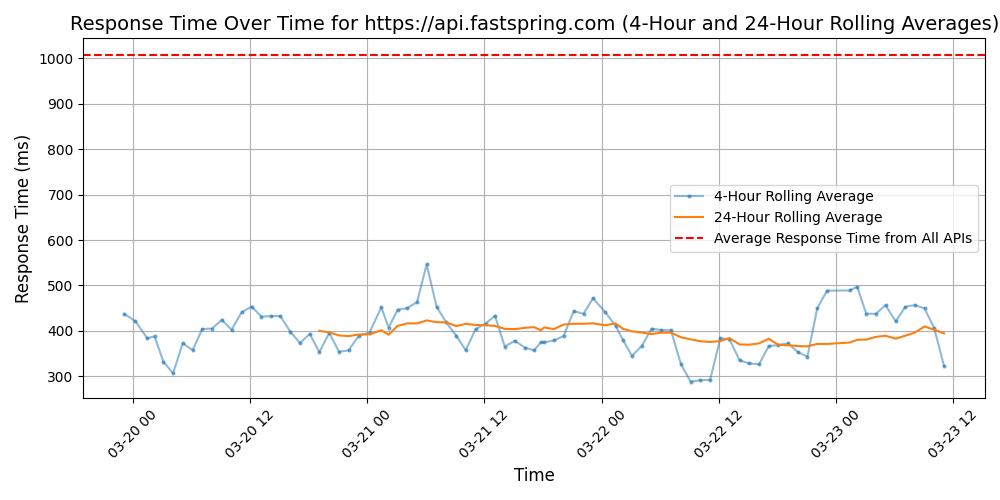 Response Time Over Time for https://api.fastspring.com (4-Hour and 24-Hour Rolling Averages)
Response Time (ms)
1000
900
800
700
600
500
400
300
4-Hour Rolling Average
24-Hour Rolling Average
Average Response Time from All APIs
03-20 00
03-20 12
03-21 00
03-21 12
03-22 00
03-22 12
03-23 00
03-23 12
Time